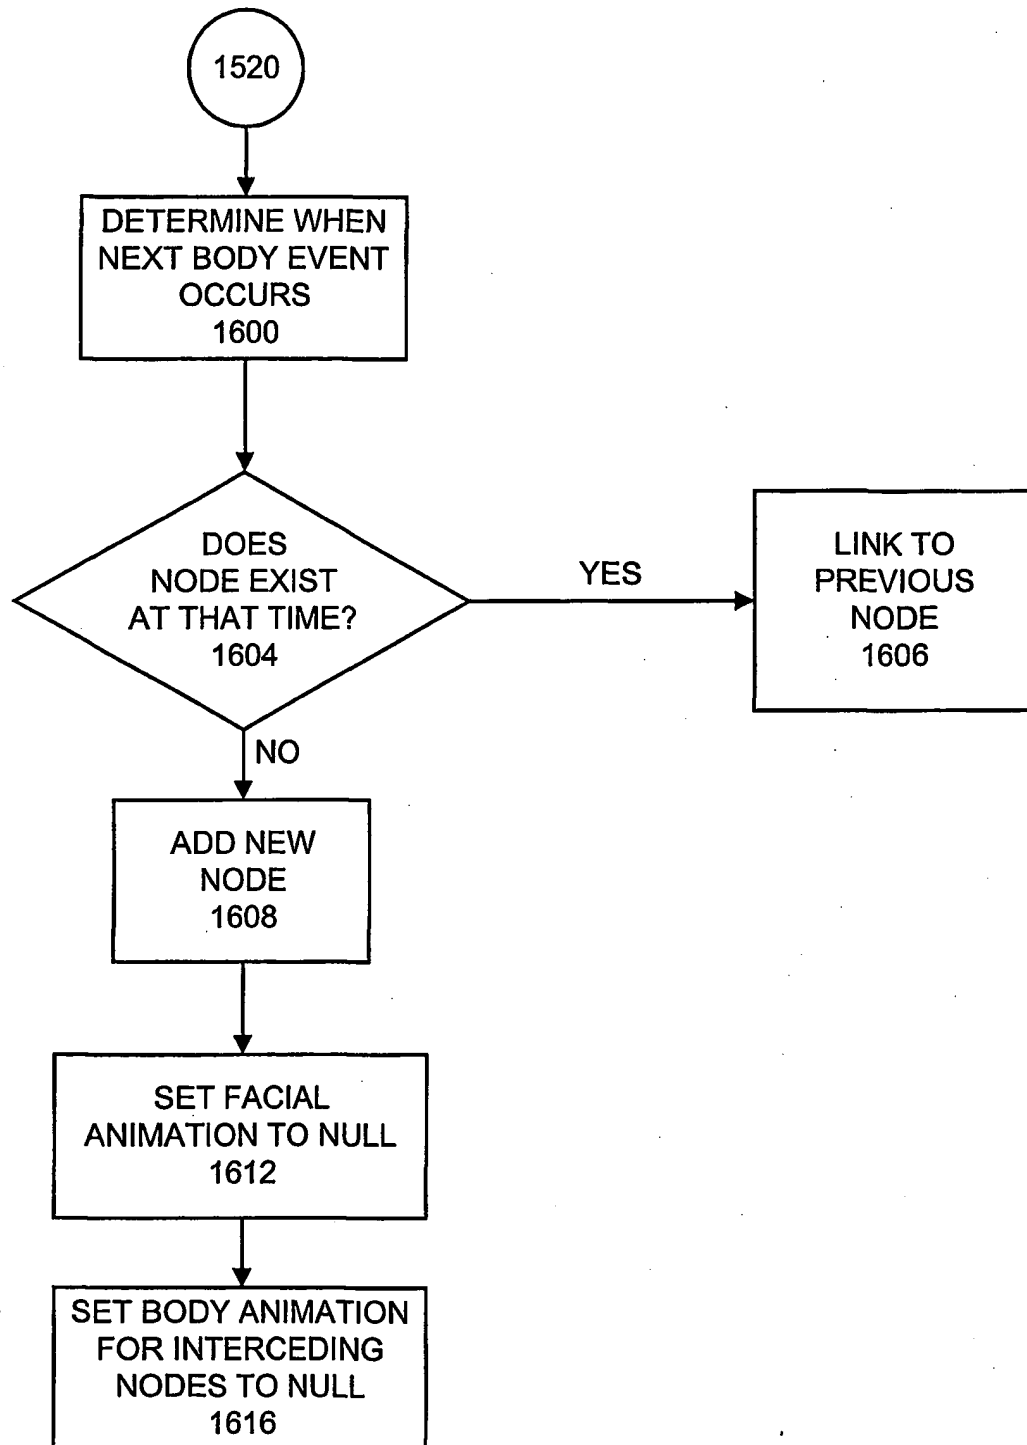 1520
DETERMINE WHEN
NEXT BODY EVENT
OCCURS
1600
DOES
NODE EXIST
AT THAT TIME?
1604
YES
LINK TO
PREVIOUS
NODE
1606
NO
ADD NEW
NODE
1608
SET FACIAL
ANIMATION TO NULL
1612
SET BODY ANIMATION
FOR INTERCEDING
NODES TO NULL
1616